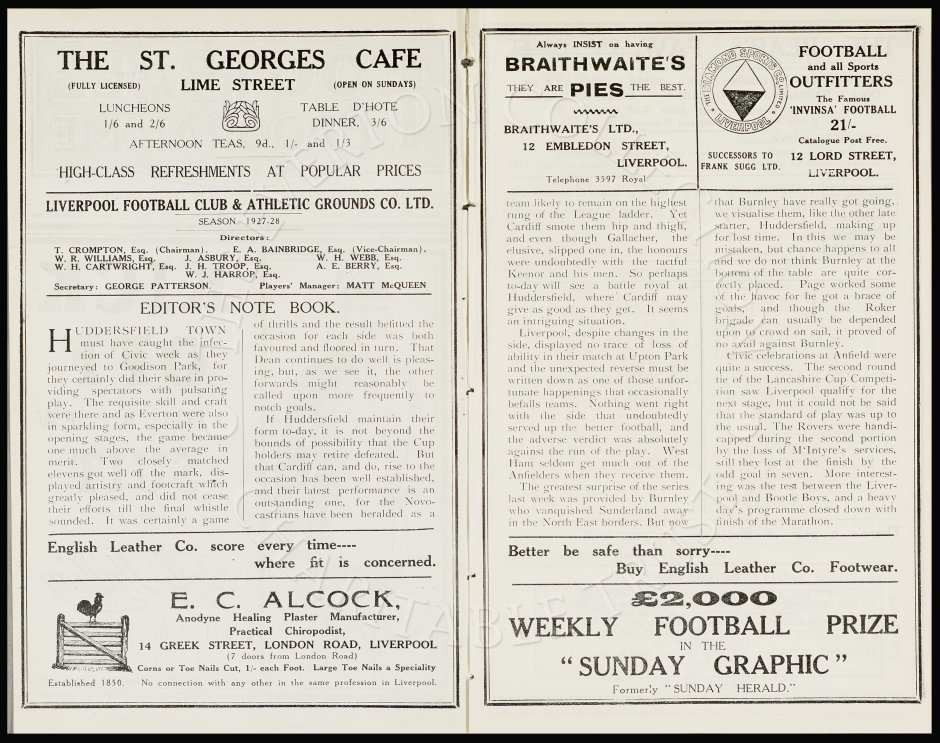 THE ST. GEORGES CAFE
(FULLY LICENSED) LIME STREET (OPEN ON SUNDAYS)
LUNCHEONS
1/6 and 2/6
TABLE D'HOTE
DINNER, 3/6
AFTERNOON TEAS, 9d., 1/- and 1/3
HIGH-CLASS REFRESHMENTS AT POPULAR PRICES
LIVERPOOL FOOTBALL CLUB & ATHLETIC GROUNDS CO. LTD.
SEASON 1927-28
Directors:
T. CROMPTON, Esq. (Chairman). E. A. BAINBRIDGE, Esq. (Vice-Chairman).
W. R. WILLIAMS, Esq. J. ASBURY, Esq. W. H. WEBB, Esq.
W. H. CARTWRIGHT, Esq. J. H. TROOP, Esq. A. E. BERRY, Esq.
W. J. HARROP, Esq.
Secretary: GEORGE PATTERSON. Players' Manager: MATT McQUEEN
EDITOR'S NOTE BOOK.
HUDDERSFIELD TOWN
must have caught the infec-
tion of Civic week as they
journeyed to Goodison Park, for
they certainly did their share in pro-
viding spectators with pulsating
play. The requisite skill and craft
were there and as Everton were also
in sparkling form, especially in the
opening stages, the game became
one much above the average in
merit. Two closely matched
elevens got well off the mark, dis-
played artistry and footcraft which
greatly pleased, and did not cease
their efforts till the final whistle
sounded. It was certainly a game
of thrills and the result befitted the
occasion for each side was both
favoured and floored in turn. That
Dean continues to do well is pleas-
ing, but, as we see it, the other
forwards might reasonably be
called upon more frequently to
notch goals.
If Huddersfield maintain their
form to-day, it is not beyond the
bounds of possibility that the Cup
holders may retire defeated. But
that Cardiff can, and do, rise to the
occasion has been well established,
and their latest performance is an
outstanding one, for the Novo-
castrians have been heralded as a
English Leather Co. score every time----
where fit is concerned.
E. C. ALCOCK,
Anodyne Healing Plaster Manufacturer,
Practical Chiropodist,
14 GREEK STREET, LONDON ROAD, LIVERPOOL
(7 doors from London Road)
Corns or Toe Nails Cut, 1/- each Foot. Large Toe Nails a Speciality
Established 1850. No connection with any other in the same profession in Liverpool.
Always INSIST on having
BRAITHWAITE'S
THEY ARE PIES THE BEST.
BRAITHWAITE'S LTD.,
12 EMBLEDON STREET,
LIVERPOOL.
Telephone 3597 Royal
THE DIAMOND SPORTS CO. LIMITED
LIVERPOOL
SUCCESSORS TO
FRANK SUGG LTD.
FOOTBALL
and all Sports
OUTFITTERS
The Famous
'INVINSA' FOOTBALL
21/-
Catalogue Post Free.
12 LORD STREET,
LIVERPOOL.
team likely to remain on the highest
rung of the League ladder. Yet
Cardiff smote them hip and thigh,
and even though Gallacher, the
elusive, slipped one in, the honours
were undoubtedly with the tactful
Keenor and his men. So perhaps
to-day will see a battle royal at
Huddersfield, where Cardiff may
give as good as they get. It seems
an intriguing situation.
Liverpool, despite changes in the
side, displayed no trace of loss of
ability in their match at Upton Park
and the unexpected reverse must be
written down as one of those unfor-
tunate happenings that occasionally
befalls teams. Nothing went right
with the side that undoubtedly
served up the better football, and
the adverse verdict was absolutely
against the run of the play. West
Ham seldom get much out of the
Anfielders when they receive them.
The greatest surprise of the series
last week was provided by Burnley
who vanquished Sunderland away
in the North East borders. But now
that Burnley have really got going,
we visualise them, like the other late
starter, Huddersfield, making up
for lost time. In this we may be
mistaken, but chance happens to all
and we do not think Burnley at the
bottom of the table are quite cor-
rectly placed. Page worked some
of the havoc for he got a brace of
goals, and though the Roker
brigade can usually be depended
upon to crowd on sail, it proved of
no avail against Burnley.
Civic celebrations at Anfield were
quite a success. The second round
tie of the Lancashire Cup Competi-
tion saw Liverpool qualify for the
next stage, but it could not be said
that the standard of play was up to
the usual. The Rovers were handi-
capped during the second portion
by the loss of M'Intyre's services,
still they lost at the finish by the
odd goal in seven. More interest-
ing was the test between the Liver-
pool and Bootle Boys, and a heavy
day's programme closed down with
finish of the Marathon.
Better be safe than sorry----
Buy English Leather Co. Footwear.
£2,000
WEEKLY FOOTBALL PRIZE
IN THE
"SUNDAY GRAPHIC"
Formerly "SUNDAY HERALD."